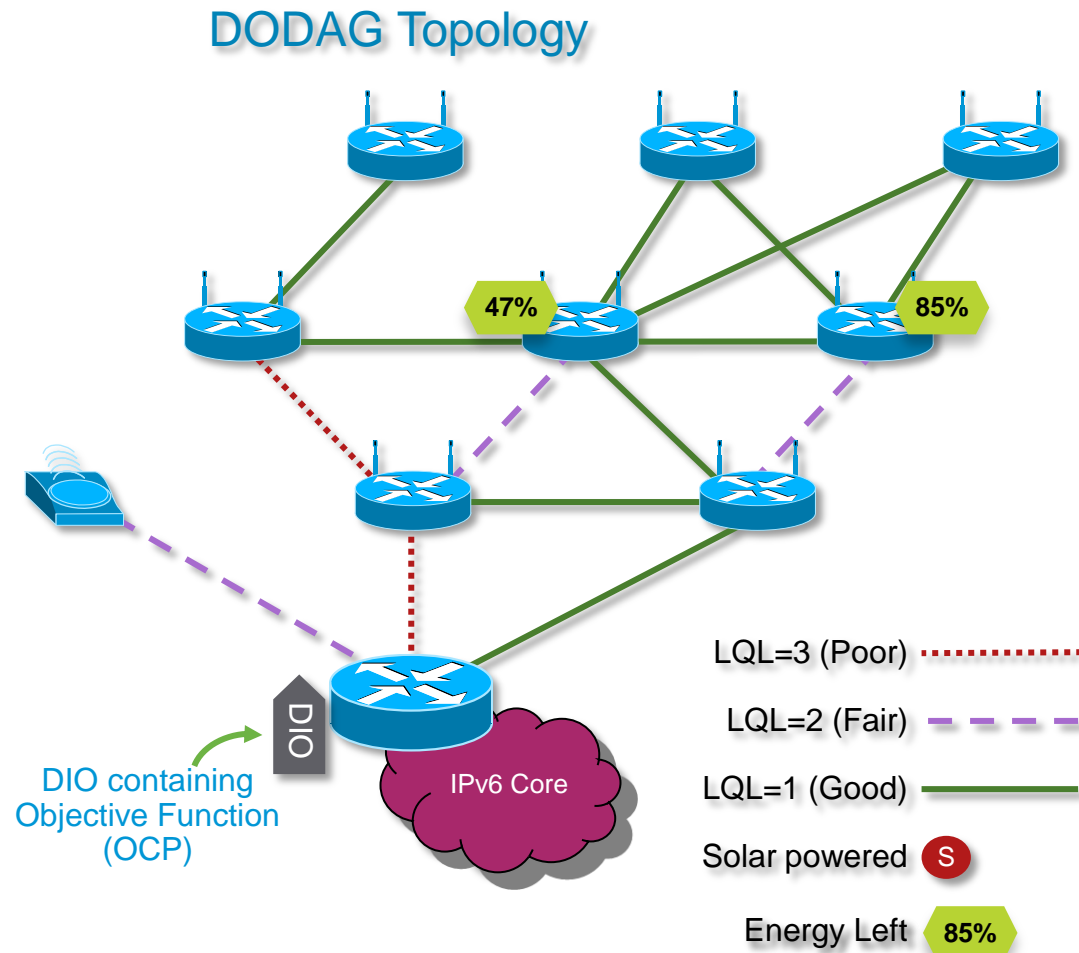 DODAG Topology
47%
85%
DIO
DIO containing
Objective Function
(OCP)
IPv6 Core
LQL=3 (Poor)
LQL=2 (Fair)
LQL=1 (Good)
Solar powered S
Energy Left 85%